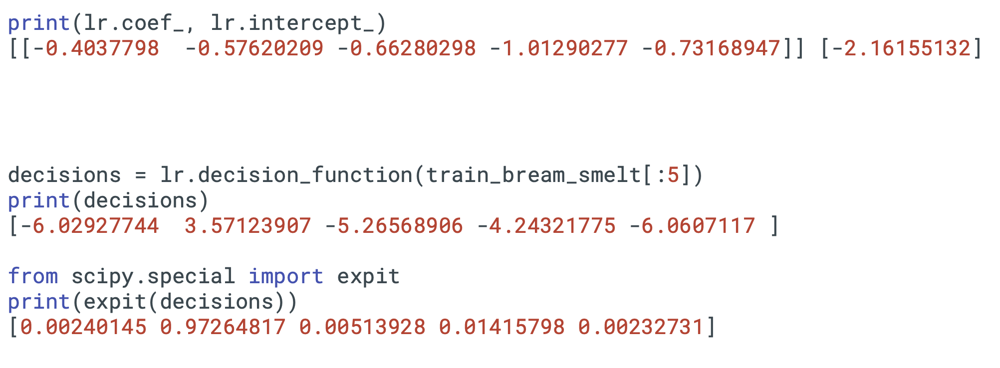 print(lr.coef_, lr.intercept_)
[[-0.4037798  -0.57620209 -0.66280298 -1.01290277 -0.73168947]] [-2.16155132]
decisions = lr.decision_function(train_bream_smelt[:5])
print(decisions)
[-6.02927744  3.57123907 -5.26568906 -4.24321775 -6.0607117 ]
from scipy.special import expit
print(expit(decisions))
[0.00240145 0.97264817 0.00513928 0.01415798 0.00232731]